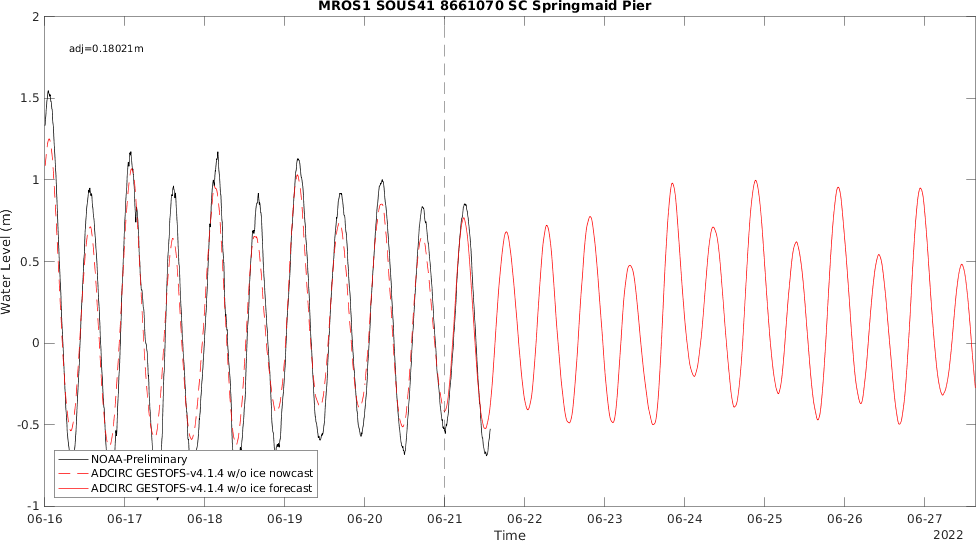 MROS1 SOUS41 8661070 SC Springmaid Pier
adj=0.18021m
Water Level (m)
2
1.5
1
0.5
0
-0.5
-1
NOAA-Preliminary
ADCIRC GESTOFS-v4.1.4 w/o ice nowcast
ADCIRC GESTOFS-v4.1.4 w/o ice forecast
06-16 06-17 06-18 06-19 06-20 06-21 06-22 06-23 06-24 06-25 06-26 06-27
Time
2022